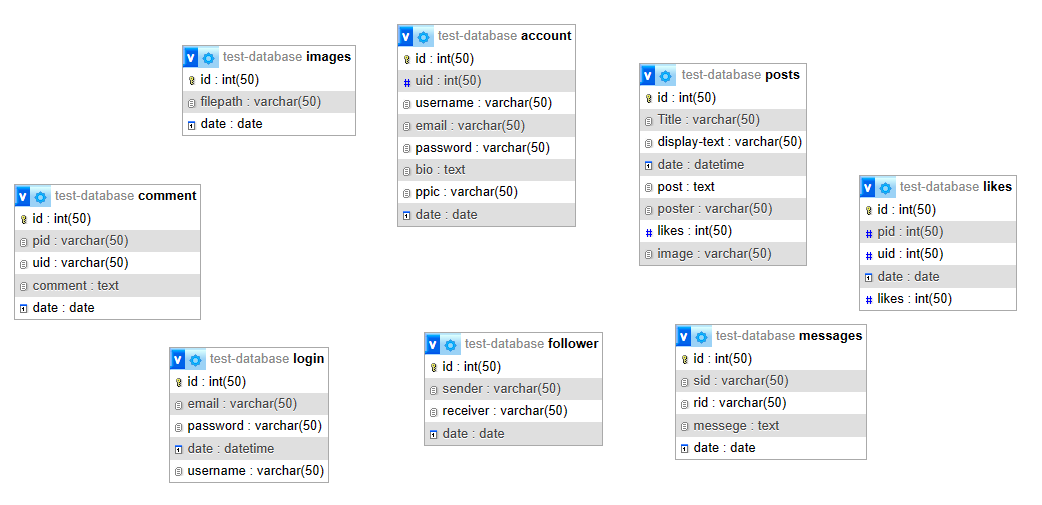 test-database images
id : int(50)
filepath : varchar(50)
date : date
test-database account
id : int(50)
uid : int(50)
username : varchar(50)
email : varchar(50)
password : varchar(50)
bio : text
ppic : varchar(50)
date : date
test-database posts
id : int(50)
Title : varchar(50)
display-text : varchar(50)
date : datetime
post : text
poster : varchar(50)
likes : int(50)
image : varchar(50)
test-database comment
id : int(50)
pid : varchar(50)
uid : varchar(50)
comment : text
date : date
test-database likes
id : int(50)
pid : int(50)
uid : int(50)
date : date
likes : int(50)
test-database login
id : int(50)
email : varchar(50)
password : varchar(50)
date : datetime
username : varchar(50)
test-database follower
id : int(50)
sender : varchar(50)
receiver : varchar(50)
date : date
test-database messages
id : int(50)
sid : varchar(50)
rid : varchar(50)
messege : text
date : date